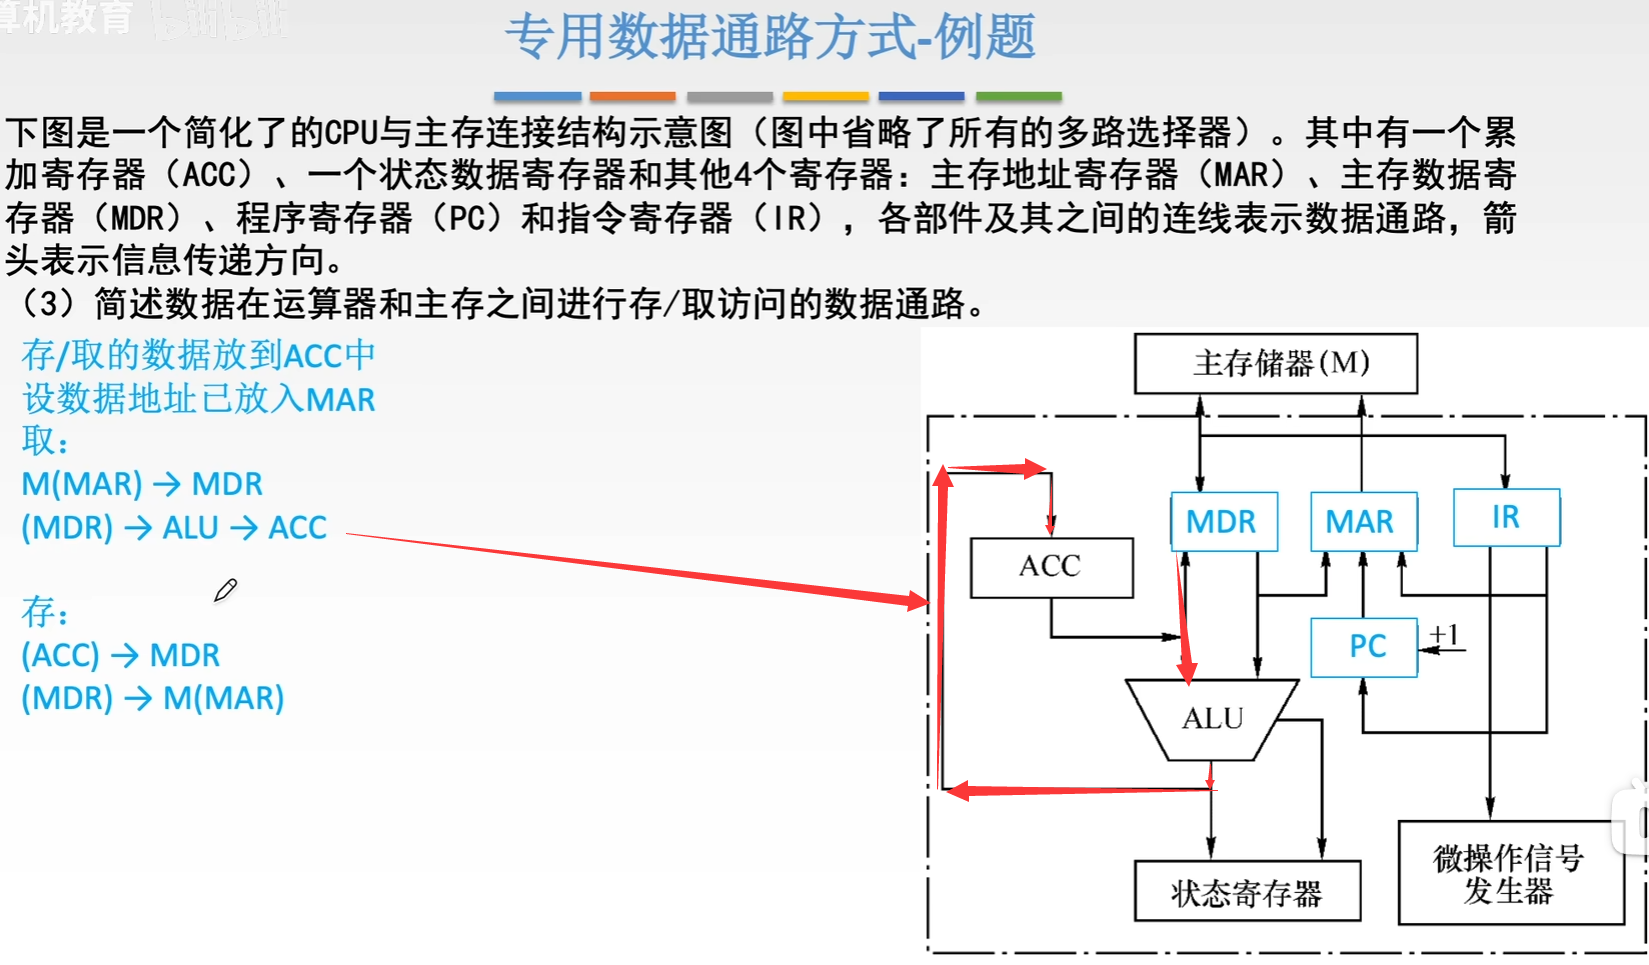 算机教育 bilibili
专用数据通路方式-例题
下图是一个简化了的CPU与主存连接结构示意图（图中省略了所有的多路选择器）。其中有一个累
加寄存器（ACC）、一个状态数据寄存器和其他4个寄存器：主存地址寄存器（MAR）、主存数据寄
存器（MDR）、程序寄存器（PC）和指令寄存器（IR），各部件及其之间的连线表示数据通路，箭
头表示信息传递方向。
（3）简述数据在运算器和主存之间进行存/取访问的数据通路。
存/取的数据放到ACC中
设数据地址已放入MAR
取：
M(MAR) → MDR
(MDR) → ALU → ACC
存：
(ACC) → MDR
(MDR) → M(MAR)
主存储器(M)
MDR
MAR
IR
ACC
PC
+1
ALU
状态寄存器
微操作信号
发生器